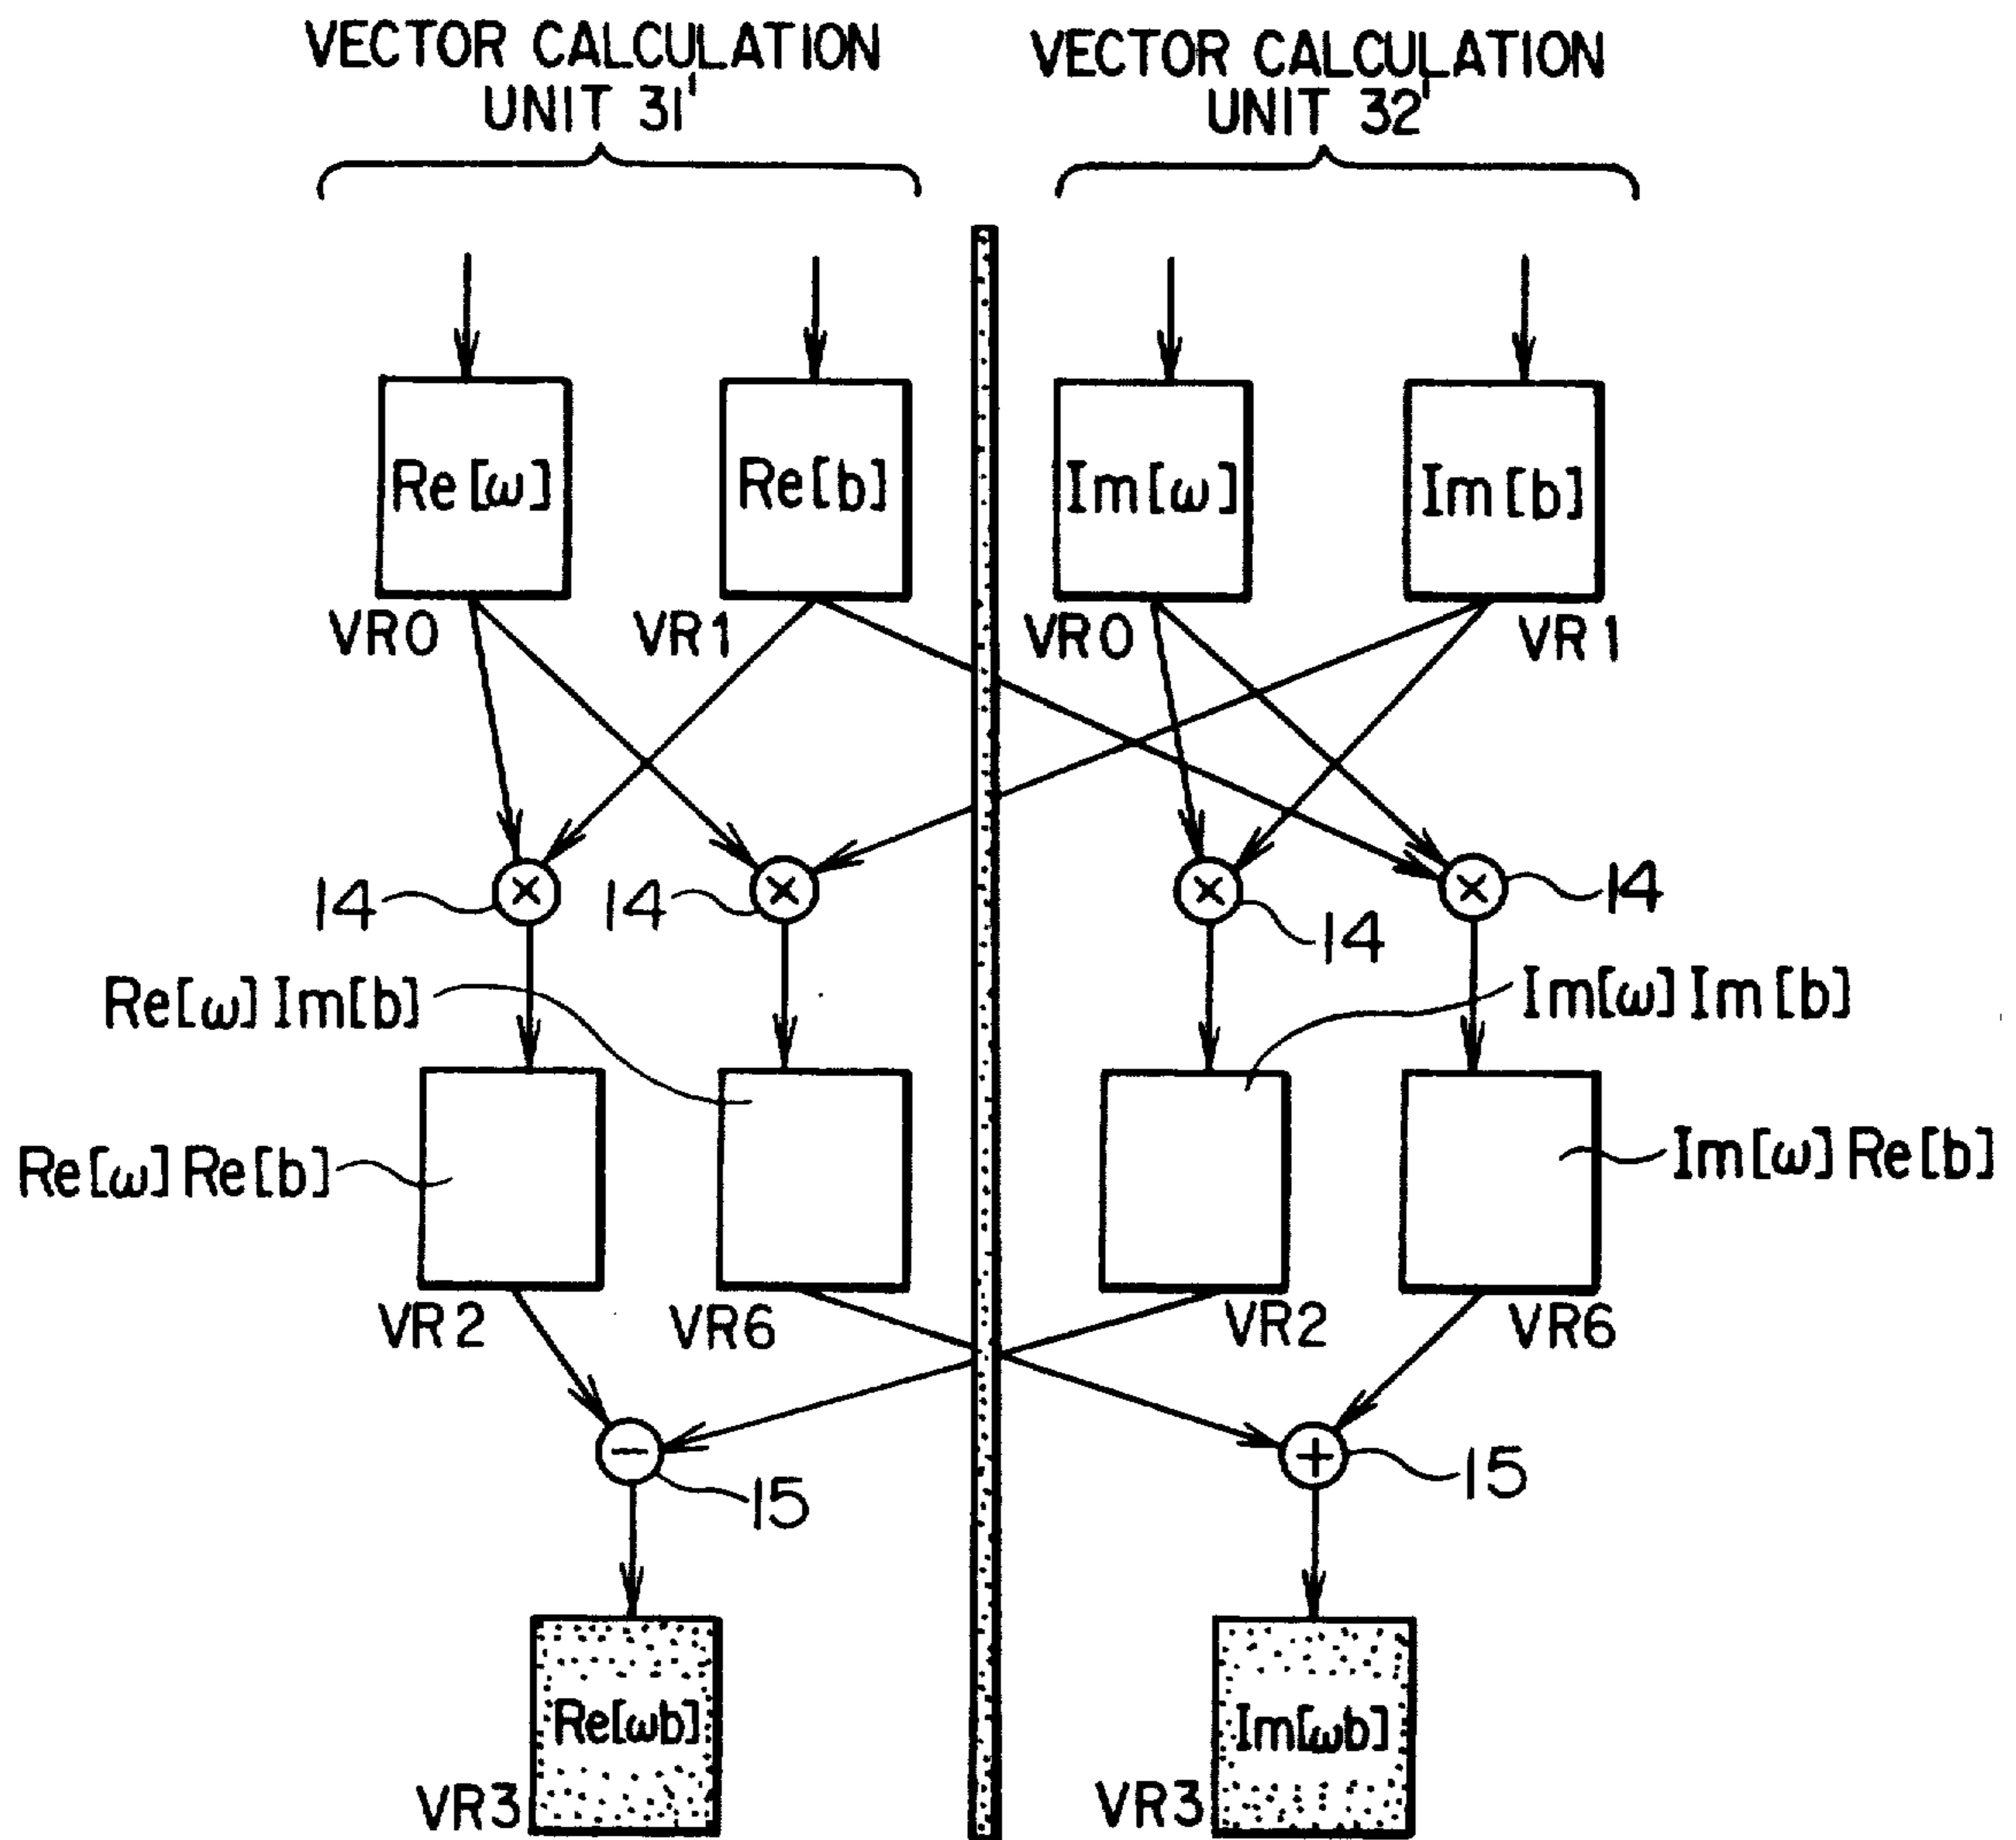 VECTOR CALCULATION
UNIT 31'
VECTOR CALCULATION
UNIT 32'
Re[ω]
Re[b]
Im[ω]
Im[b]
VR0
VR1
VR0
VR1
×
×
×
×
14
14
14
14
Re[ω]Im[b]
Im[ω]Im[b]
Re[ω]Re[b]
Im[ω]Re[b]
VR2
VR6
VR2
VR6
−
+
15
15
Re[ωb]
Im[ωb]
VR3
VR3